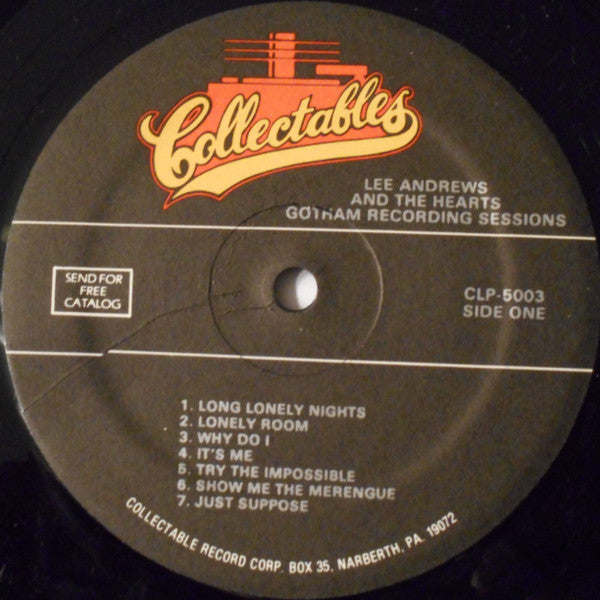 Collectables
LEE ANDREWS
AND THE HEARTS
GOTHAM RECORDING SESSIONS
SEND FOR
FREE
CATALOG
CLP-5003
SIDE ONE
1. LONG LONELY NIGHTS
2. LONELY ROOM
3. WHY DO I
4. IT'S ME
5. TRY THE IMPOSSIBLE
6. SHOW ME THE MERENGUE
7. JUST SUPPOSE
COLLECTABLE RECORD CORP. BOX 35, NARBERTH, PA. 19072